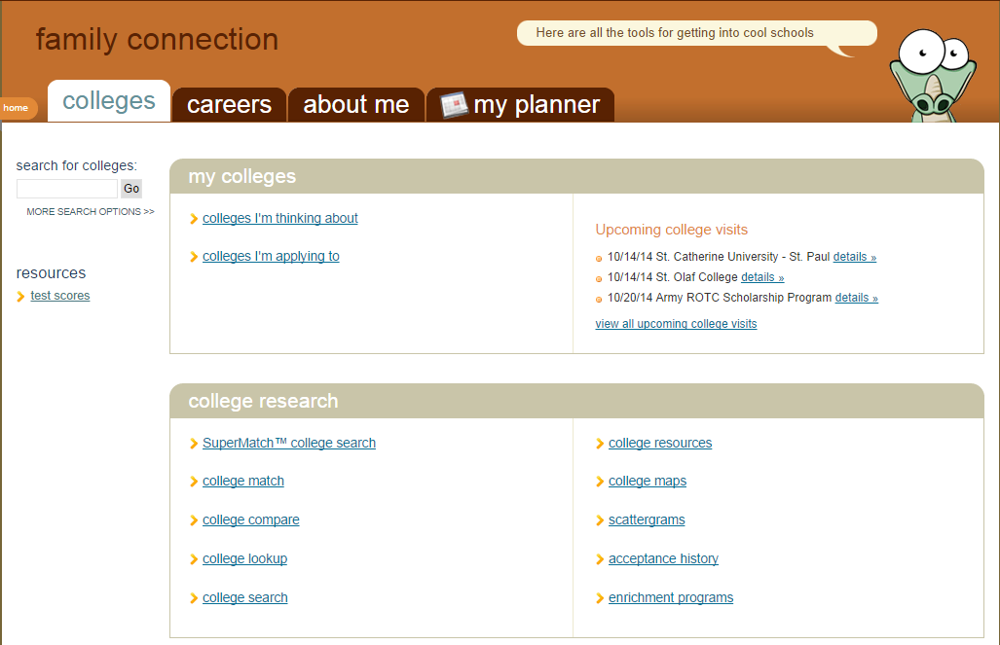 family connection
Here are all the tools for getting into cool schools
home
colleges
careers
about me
my planner
search for colleges:
Go
MORE SEARCH OPTIONS >>
resources
test scores
my colleges
colleges I'm thinking about
colleges I'm applying to
Upcoming college visits
10/14/14 St. Catherine University - St. Paul details »
10/14/14 St. Olaf College details »
10/20/14 Army ROTC Scholarship Program details »
view all upcoming college visits
college research
SuperMatch™ college search
college match
college compare
college lookup
college search
college resources
college maps
scattergrams
acceptance history
enrichment programs